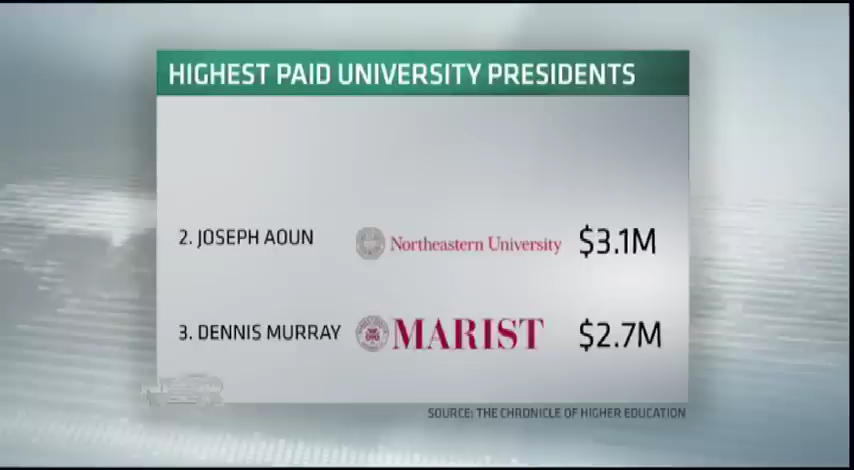 HIGHEST PAID UNIVERSITY PRESIDENTS
2. JOSEPH AOUN Northeastern University $3.1M
3. DENNIS MURRAY MARIST $2.7M
SOURCE: THE CHRONICLE OF HIGHER EDUCATION